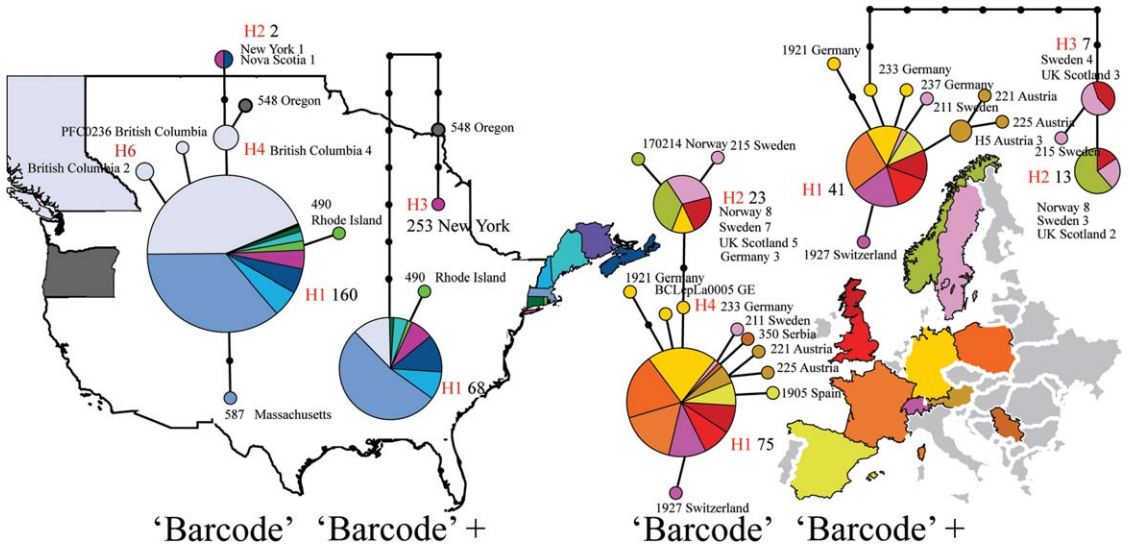 H2 2
New York 1
Nova Scotia 1
548 Oregon
PFC0236 British Columbia
H6
British Columbia 2
H4 British Columbia 4
490
Rhode Island
H1 160
587 Massachusetts
548 Oregon
H3
253 New York
490 Rhode Island
H1 68
'Barcode' 'Barcode' +
170214 Norway
215 Sweden
H2 23
Norway 8
Sweden 7
UK Scotland 5
Germany 3
1921 Germany
BCLepLa0005 GE
H4
233 Germany
211 Sweden
350 Serbia
221 Austria
225 Austria
1905 Spain
H1 75
1927 Switzerland
1921 Germany
233 Germany
237 Germany
211 Sweden
221 Austria
225 Austria
H5 Austria 3
H1 41
1927 Switzerland
H3 7
Sweden 4
UK Scotland 3
215 Sweden
H2 13
Norway 8
Sweden 3
UK Scotland 2
'Barcode' 'Barcode' +